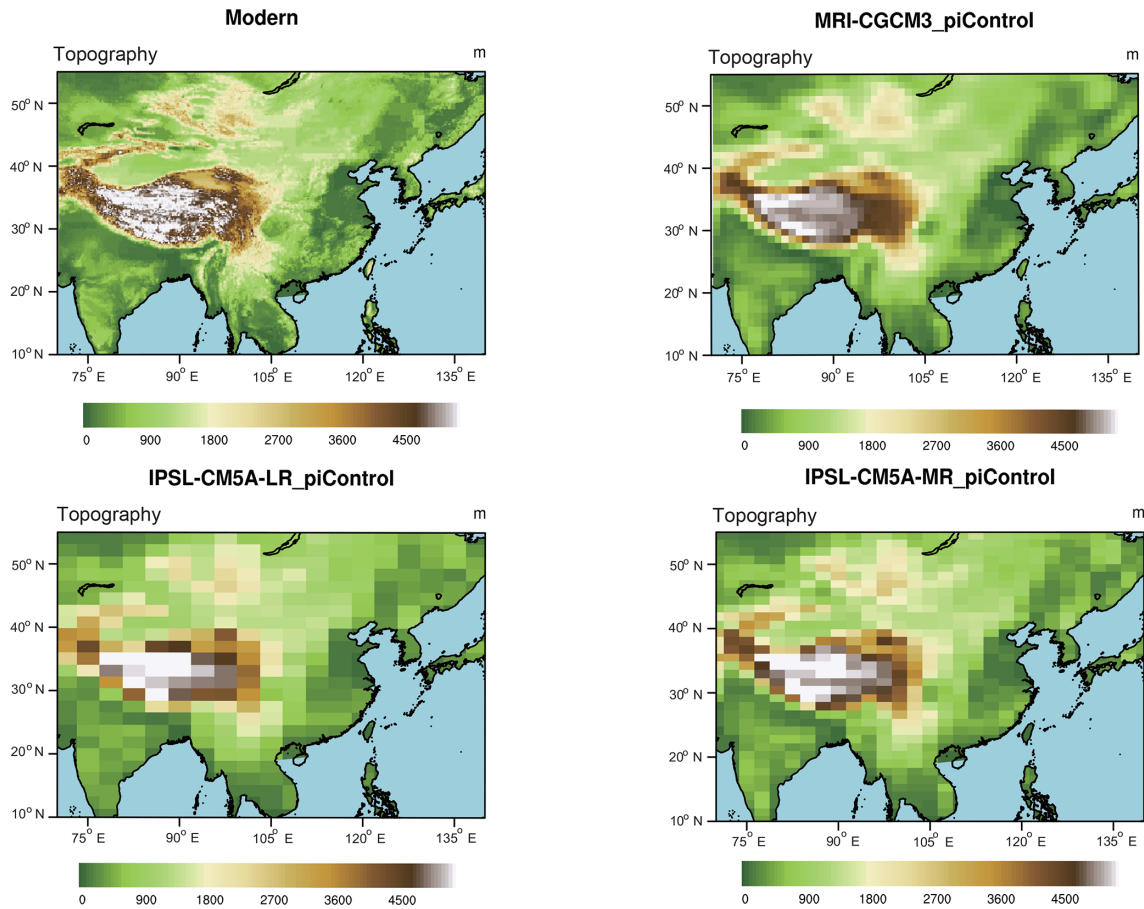 Modern
Topography m
50° N
40° N
30° N
20° N
10° N
75° E 90° E 105° E 120° E 135° E
0 900 1800 2700 3600 4500
MRI-CGCM3_piControl
Topography m
50° N
40° N
30° N
20° N
10° N
75° E 90° E 105° E 120° E 135° E
0 900 1800 2700 3600 4500
IPSL-CM5A-LR_piControl
Topography m
50° N
40° N
30° N
20° N
10° N
75° E 90° E 105° E 120° E 135° E
0 900 1800 2700 3600 4500
IPSL-CM5A-MR_piControl
Topography m
50° N
40° N
30° N
20° N
10° N
75° E 90° E 105° E 120° E 135° E
0 900 1800 2700 3600 4500